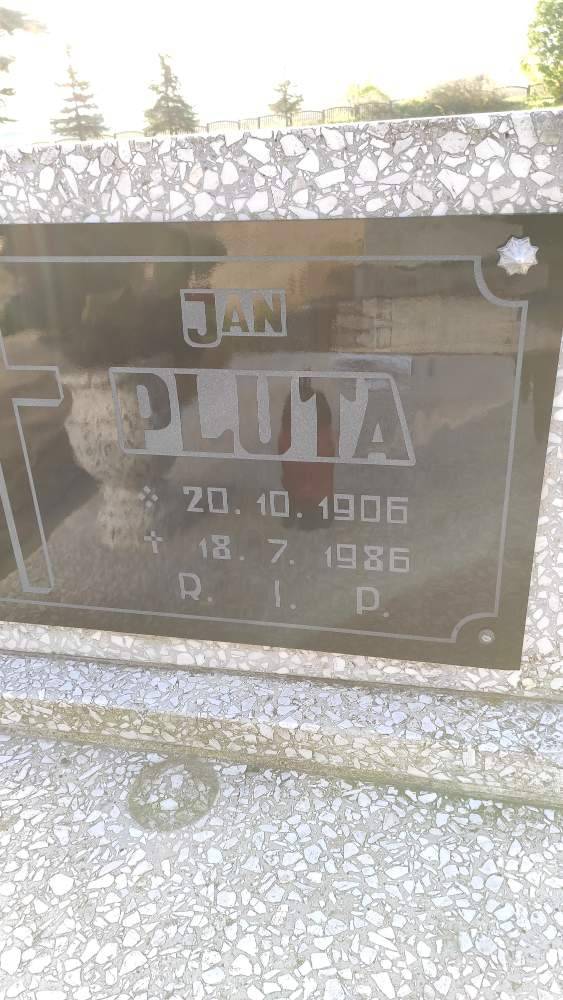 JAN
PLUTA
20. 10. 1906
† 18. 7. 1986
R. I. P.